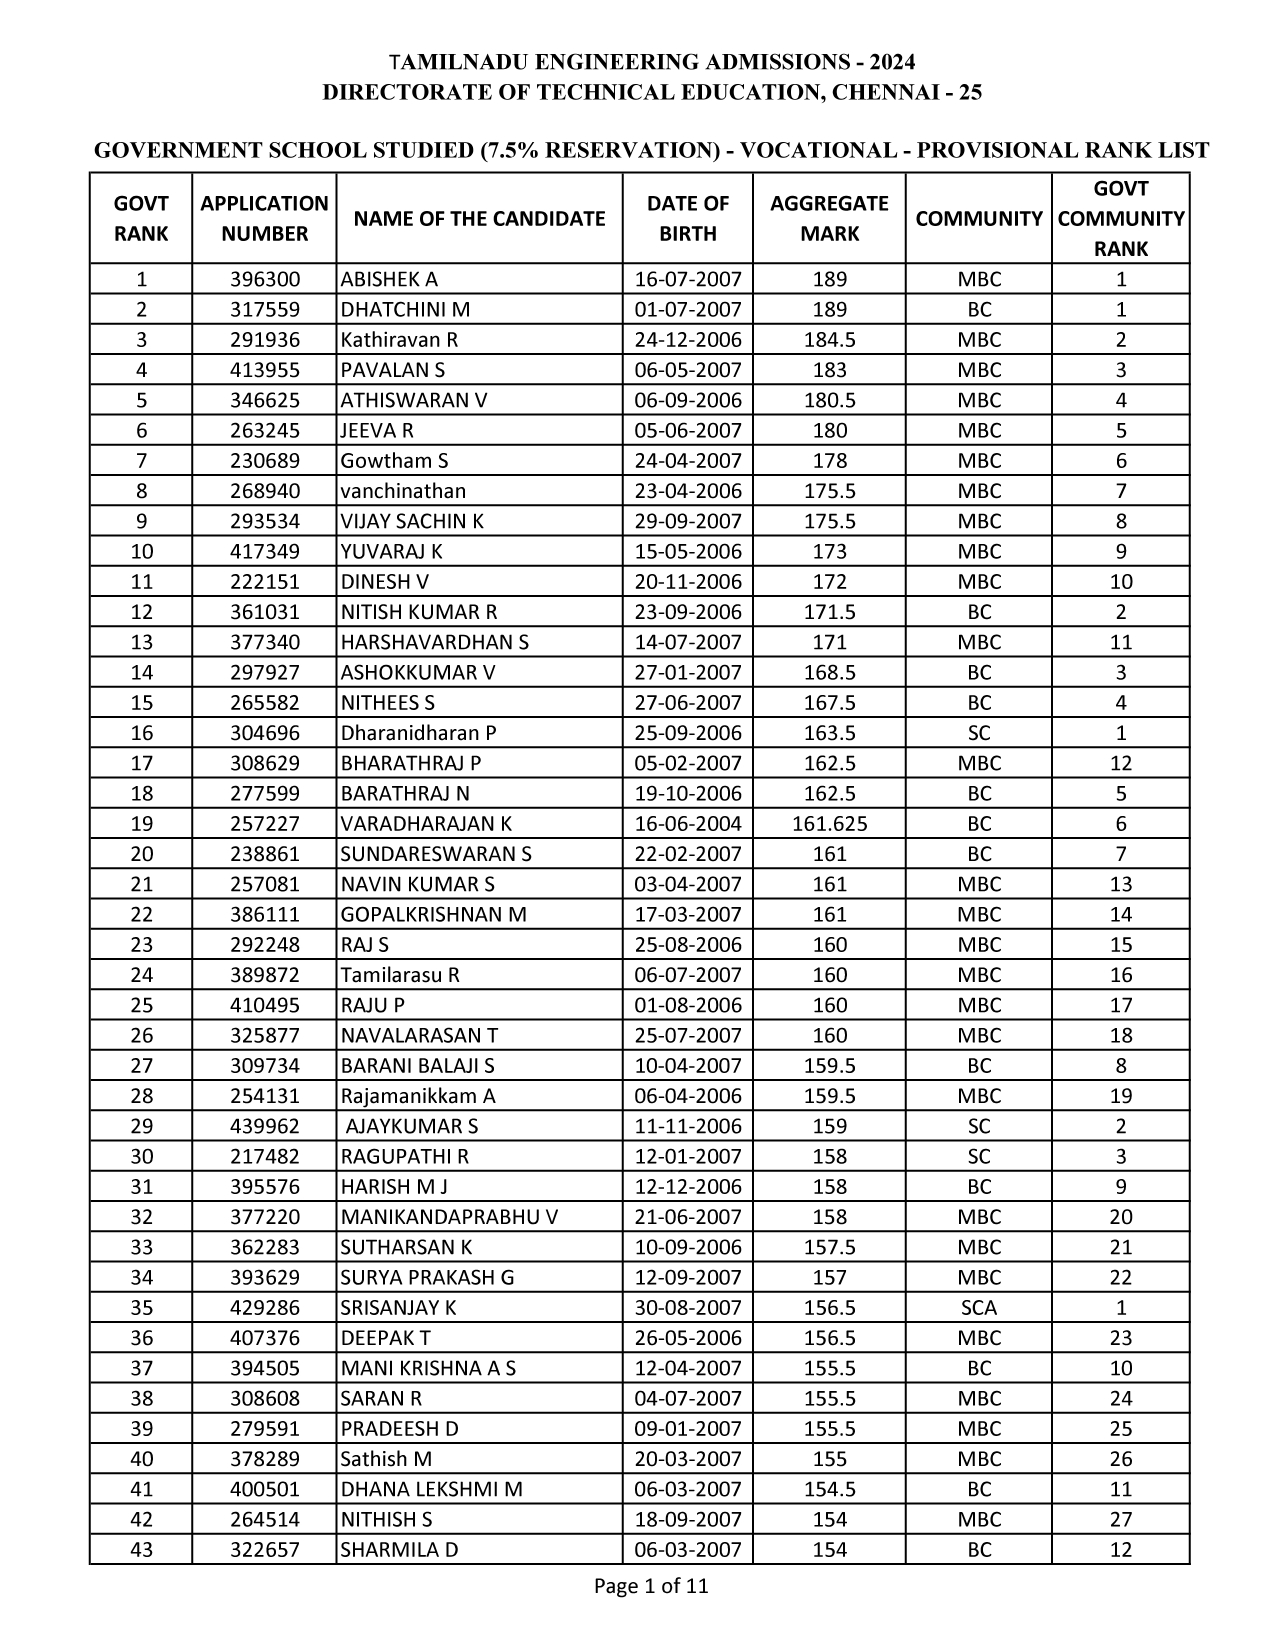 TAMILNADU ENGINEERING ADMISSIONS - 2024
DIRECTORATE OF TECHNICAL EDUCATION, CHENNAI - 25
GOVERNMENT SCHOOL STUDIED (7.5% RESERVATION) - VOCATIONAL - PROVISIONAL RANK LIST
GOVT RANK APPLICATION NUMBER NAME OF THE CANDIDATE DATE OF BIRTH AGGREGATE MARK COMMUNITY GOVT COMMUNITY RANK
1 396300 ABISHEK A 16-07-2007 189 MBC 1
2 317559 DHATCHINI M 01-07-2007 189 BC 1
3 291936 Kathiravan R 24-12-2006 184.5 MBC 2
4 413955 PAVALAN S 06-05-2007 183 MBC 3
5 346625 ATHISWARAN V 06-09-2006 180.5 MBC 4
6 263245 JEEVA R 05-06-2007 180 MBC 5
7 230689 Gowtham S 24-04-2007 178 MBC 6
8 268940 vanchinathan 23-04-2006 175.5 MBC 7
9 293534 VIJAY SACHIN K 29-09-2007 175.5 MBC 8
10 417349 YUVARAJ K 15-05-2006 173 MBC 9
11 222151 DINESH V 20-11-2006 172 MBC 10
12 361031 NITISH KUMAR R 23-09-2006 171.5 BC 2
13 377340 HARSHAVARDHAN S 14-07-2007 171 MBC 11
14 297927 ASHOKKUMAR V 27-01-2007 168.5 BC 3
15 265582 NITHEES S 27-06-2007 167.5 BC 4
16 304696 Dharanidharan P 25-09-2006 163.5 SC 1
17 308629 BHARATHRAJ P 05-02-2007 162.5 MBC 12
18 277599 BARATHRAJ N 19-10-2006 162.5 BC 5
19 257227 VARADHARAJAN K 16-06-2004 161.625 BC 6
20 238861 SUNDARESWARAN S 22-02-2007 161 BC 7
21 257081 NAVIN KUMAR S 03-04-2007 161 MBC 13
22 386111 GOPALKRISHNAN M 17-03-2007 161 MBC 14
23 292248 RAJ S 25-08-2006 160 MBC 15
24 389872 Tamilarasu R 06-07-2007 160 MBC 16
25 410495 RAJU P 01-08-2006 160 MBC 17
26 325877 NAVALARASAN T 25-07-2007 160 MBC 18
27 309734 BARANI BALAJI S 10-04-2007 159.5 BC 8
28 254131 Rajamanikkam A 06-04-2006 159.5 MBC 19
29 439962 AJAYKUMAR S 11-11-2006 159 SC 2
30 217482 RAGUPATHI R 12-01-2007 158 SC 3
31 395576 HARISH M J 12-12-2006 158 BC 9
32 377220 MANIKANDAPRABHU V 21-06-2007 158 MBC 20
33 362283 SUTHARSAN K 10-09-2006 157.5 MBC 21
34 393629 SURYA PRAKASH G 12-09-2007 157 MBC 22
35 429286 SRISANJAY K 30-08-2007 156.5 SCA 1
36 407376 DEEPAK T 26-05-2006 156.5 MBC 23
37 394505 MANI KRISHNA A S 12-04-2007 155.5 BC 10
38 308608 SARAN R 04-07-2007 155.5 MBC 24
39 279591 PRADEESH D 09-01-2007 155.5 MBC 25
40 378289 Sathish M 20-03-2007 155 MBC 26
41 400501 DHANA LEKSHMI M 06-03-2007 154.5 BC 11
42 264514 NITHISH S 18-09-2007 154 MBC 27
43 322657 SHARMILA D 06-03-2007 154 BC 12
Page 1 of 11